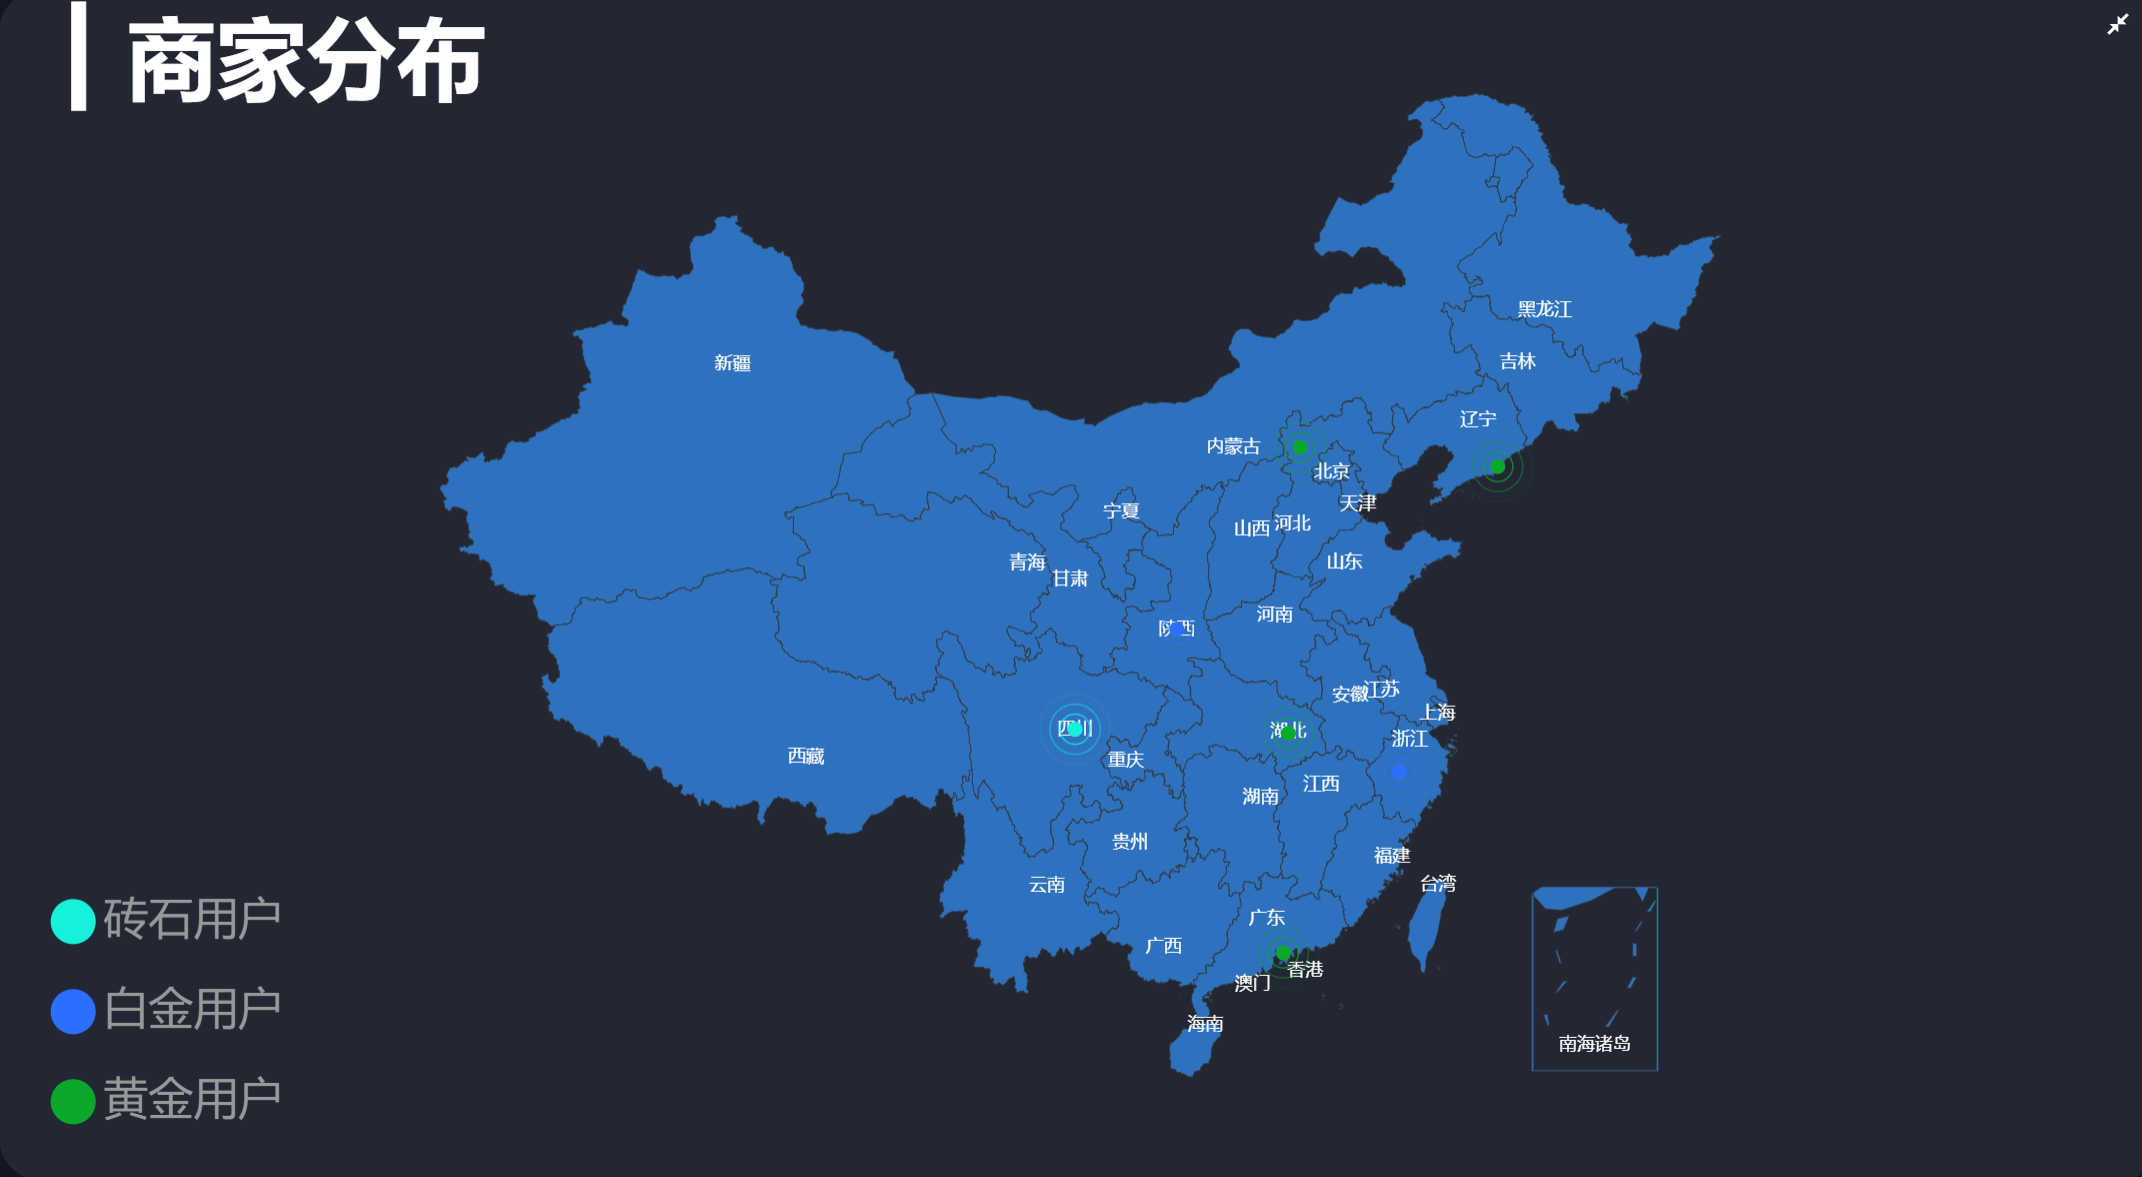 商家分布
黑龙江
新疆
吉林
辽宁
内蒙古
北京
天津
宁夏
山西
河北
青海
甘肃
山东
河南
陕西
安徽
江苏
上海
四川
湖北
浙江
西藏
重庆
江西
湖南
贵州
福建
云南
台湾
广东
广西
香港
澳门
海南
南海诸岛
砖石用户
白金用户
黄金用户